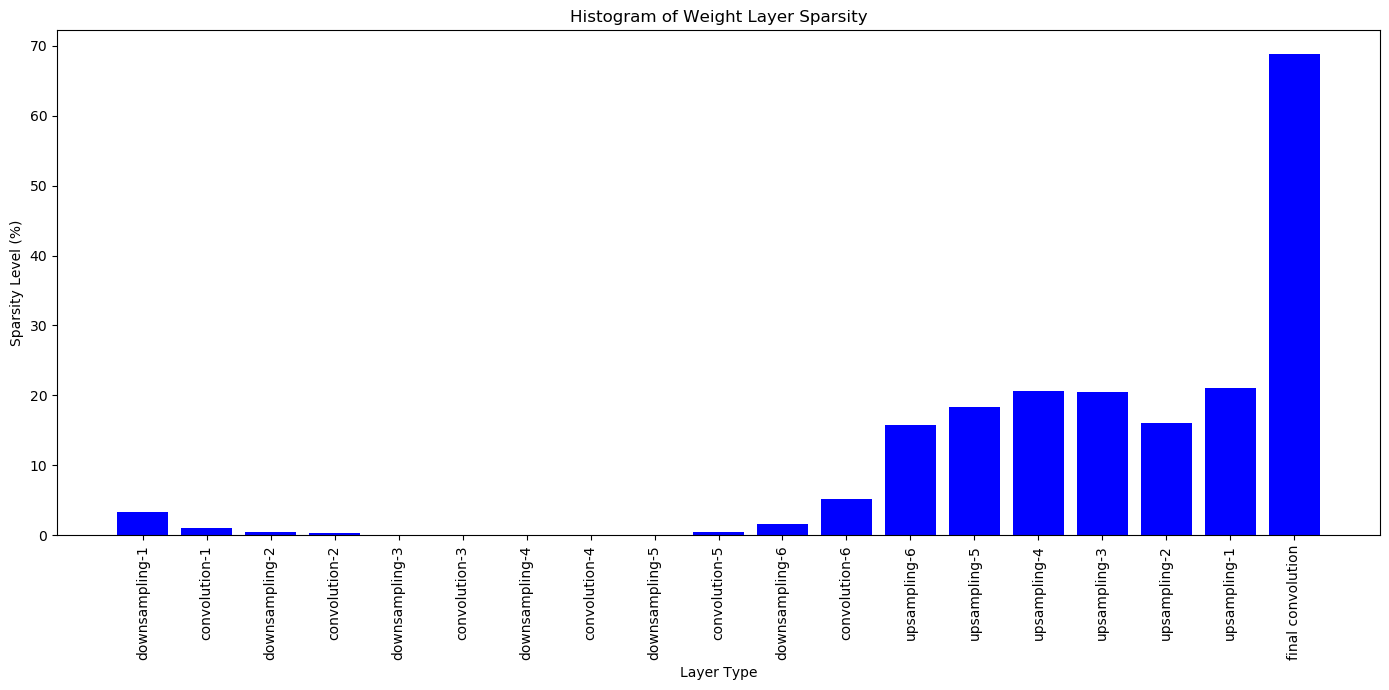 Histogram of Weight Layer Sparsity
Sparsity Level (%)
70
60
50
40
30
20
10
0
downsampling-1
convolution-1
downsampling-2
convolution-2
downsampling-3
convolution-3
downsampling-4
convolution-4
downsampling-5
convolution-5
downsampling-6
convolution-6
upsampling-6
upsampling-5
upsampling-4
upsampling-3
upsampling-2
upsampling-1
final convolution
Layer Type